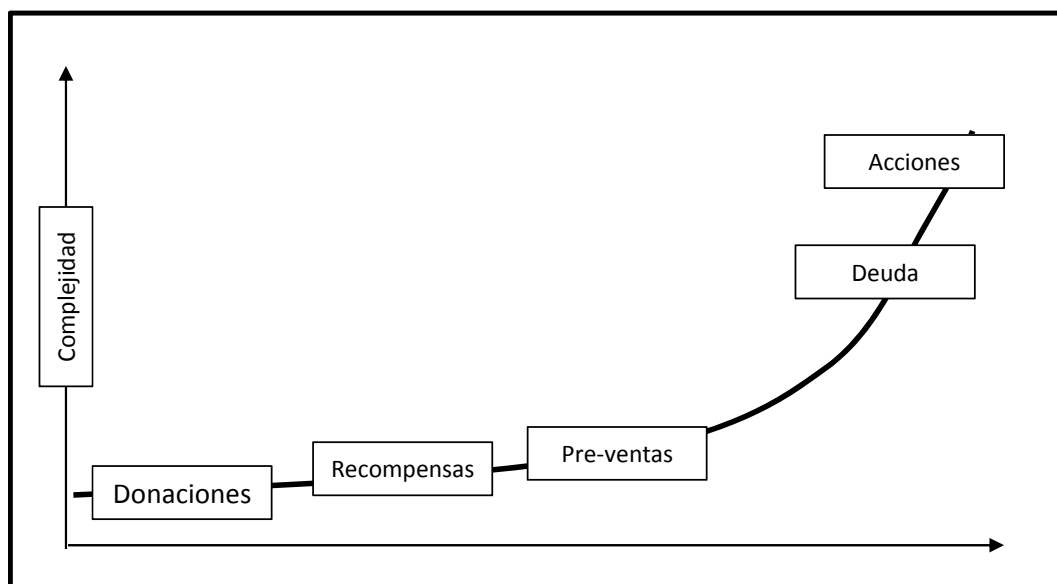 Acciones
Deuda
Complejidad
Pre-ventas
Recompensas
Donaciones